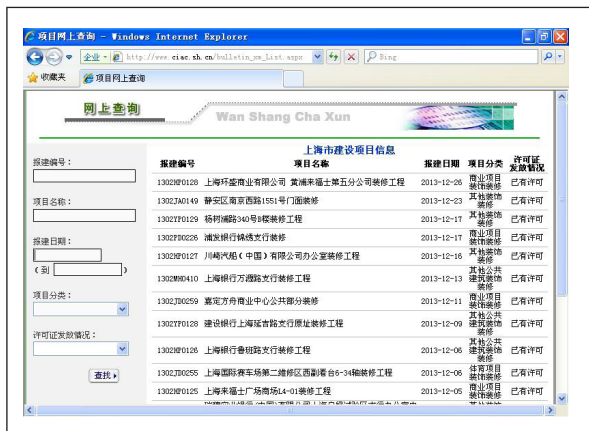 项目网上查询 - Windows Internet Explorer
企业 http://www.ciac.sh.cn/bulletin_xm_List.aspx Bing
收藏夹 项目网上查询
网上查询 Wan Shang Cha Xun
上海市建设项目信息
报建编号：
项目名称：
报建日期：
（到 ）
项目分类：
许可证发放情况：
查找
报建编号 项目名称 报建日期 项目分类 许可证发放情况
1302HP0128 上海环盛商业有限公司 黄浦来福士第五分公司装修工程 2013-12-26 商业项目装饰装修 已有许可
1302JA0149 静安区南京西路1551号门面装修 2013-12-23 其他装饰装修 已有许可
1302YP0129 杨树浦路340号B楼装修工程 2013-12-17 其他装饰装修 已有许可
1302PD0226 浦发银行锦绣支行装修 2013-12-17 商业项目装饰装修 已有许可
1302HP0127 川崎汽船（中国）有限公司办公室装修工程 2013-12-16 其他装饰装修 已有许可
1302MH0410 上海银行万源路支行装修工程 2013-12-13 其他公共建筑装饰装修 已有许可
1302JD0259 嘉定方舟商业中心公共部分装修 2013-12-11 商业项目装饰装修 已有许可
1302YP0128 建设银行上海延吉路支行原址装修工程 2013-12-09 其他公共建筑装饰装修 已有许可
1302HP0126 上海银行鲁班路支行装修工程 2013-12-06 其他公共建筑装饰装修 已有许可
1302JD0255 上海国际赛车场第二维修区西副看台6-34轴装修工程 2013-12-06 体育项目装饰装修 已有许可
1302HP0125 上海来福士广场商场L4-01装修工程 2013-12-05 商业项目装饰装修 已有许可